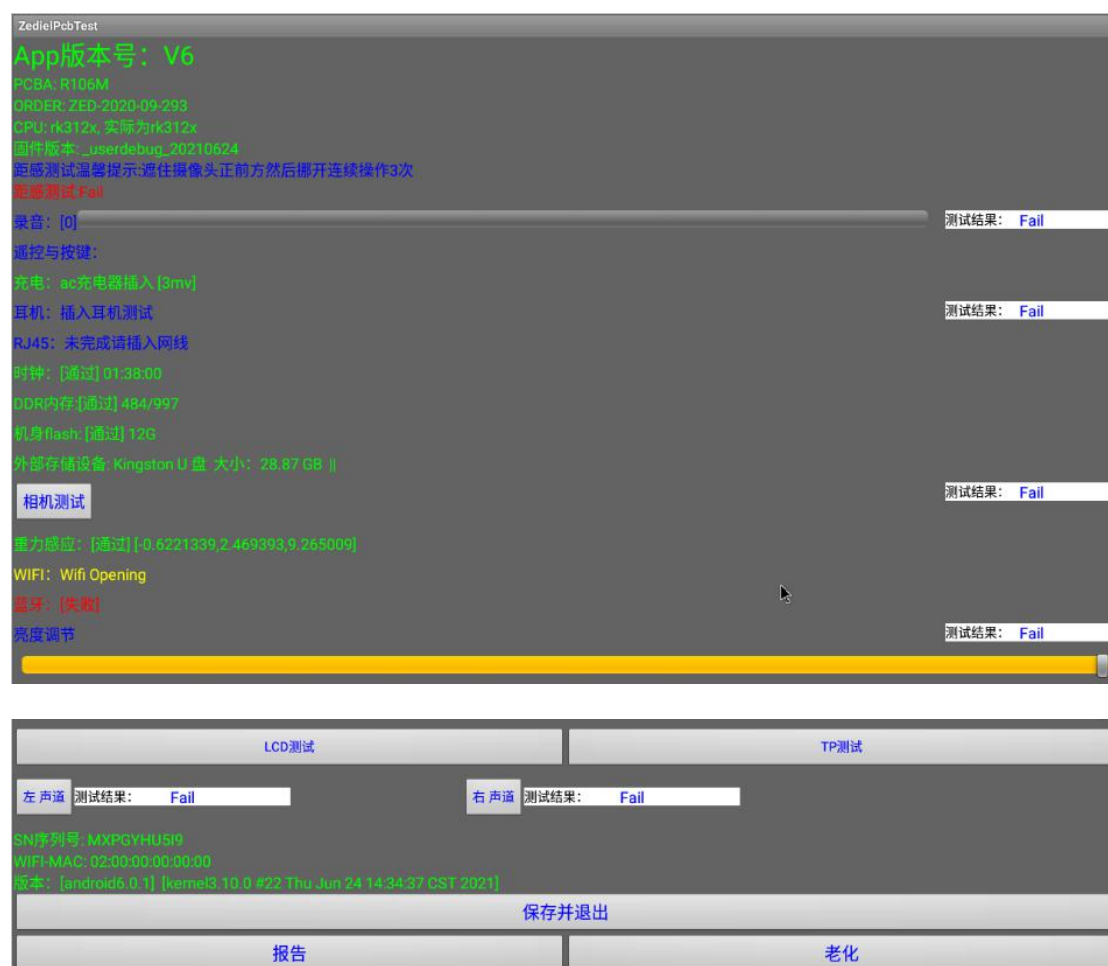 ZedielPcbTest
App版本号：V6
PCBA: R106M
ORDER: ZED-2020-09-293
CPU: rk312x, 实际为rk312x
固件版本:_userdebug_20210624
距感测试温馨提示:遮住摄像头正前方然后挪开连续操作3次
距感测试:Fail
录音：[0] 测试结果： Fail
遥控与按键：
充电：ac充电器插入 [3mv]
耳机：插入耳机测试 测试结果： Fail
RJ45：未完成请插入网线
时钟：[通过] 01:38:00
DDR内存:[通过] 484/997
机身flash: [通过] 12G
外部存储设备: Kingston U 盘 大小：28.87 GB ||
相机测试 测试结果： Fail
重力感应：[通过] [-0.6221339,2.469393,9.265009]
WIFI：Wifi Opening
蓝牙：[失败]
亮度调节 测试结果： Fail
LCD测试 TP测试
左 声道 测试结果： Fail 右 声道 测试结果： Fail
SN序列号: MXPGYHU5I9
WIFI-MAC: 02:00:00:00:00:00
版本：[android6.0.1] [kernel3.10.0 #22 Thu Jun 24 14:34:37 CST 2021]
保存并退出
报告 老化